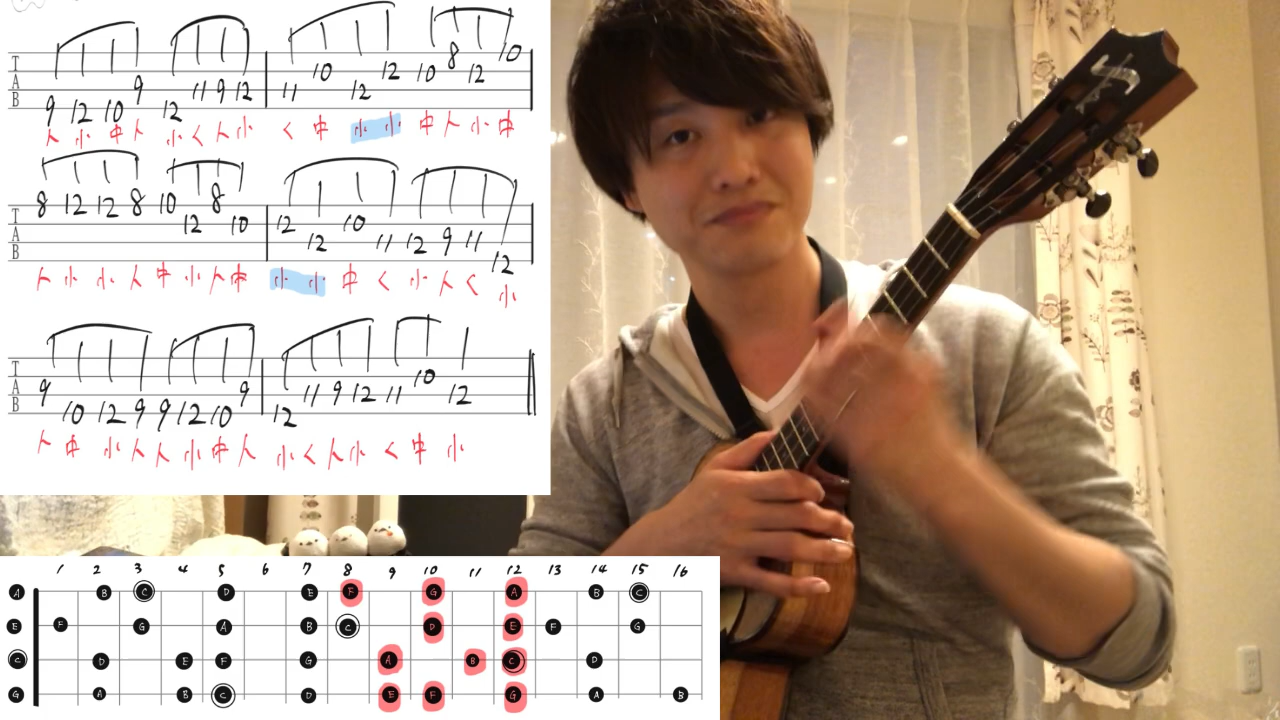 T A B 9 12 10 9 12 11 9 12 11 10 12 12 10 8 12 10
人 小 中 人 小 く 人 小 く 中 小 小 中 人 小 中
T A B 8 12 12 8 10 12 8 10 12 12 10 11 12 9 11 12
人 小 小 人 中 小 人 中 小 小 中 く 小 人 く 小
T A B 9 10 12 9 9 12 10 9 12 11 9 12 11 10 12
人 中 小 人 人 小 中 人 小 く 人 小 く 中 小
1 2 3 4 5 6 7 8 9 10 11 12 13 14 15 16
A B C D E F G A B C
E F G A B C D E F G
C D E F G A B C D
G A B C D E F G A B